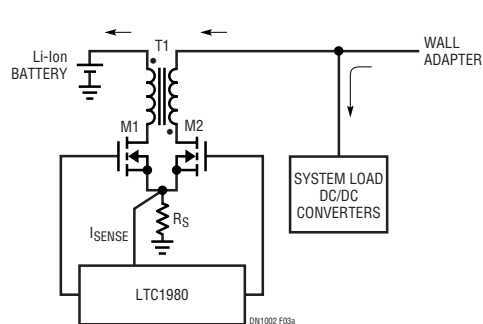 T1
Li-Ion
BATTERY
WALL
ADAPTER
M1
M2
SYSTEM LOAD
DC/DC
CONVERTERS
RS
ISENSE
LTC1980
DN1002 F03a